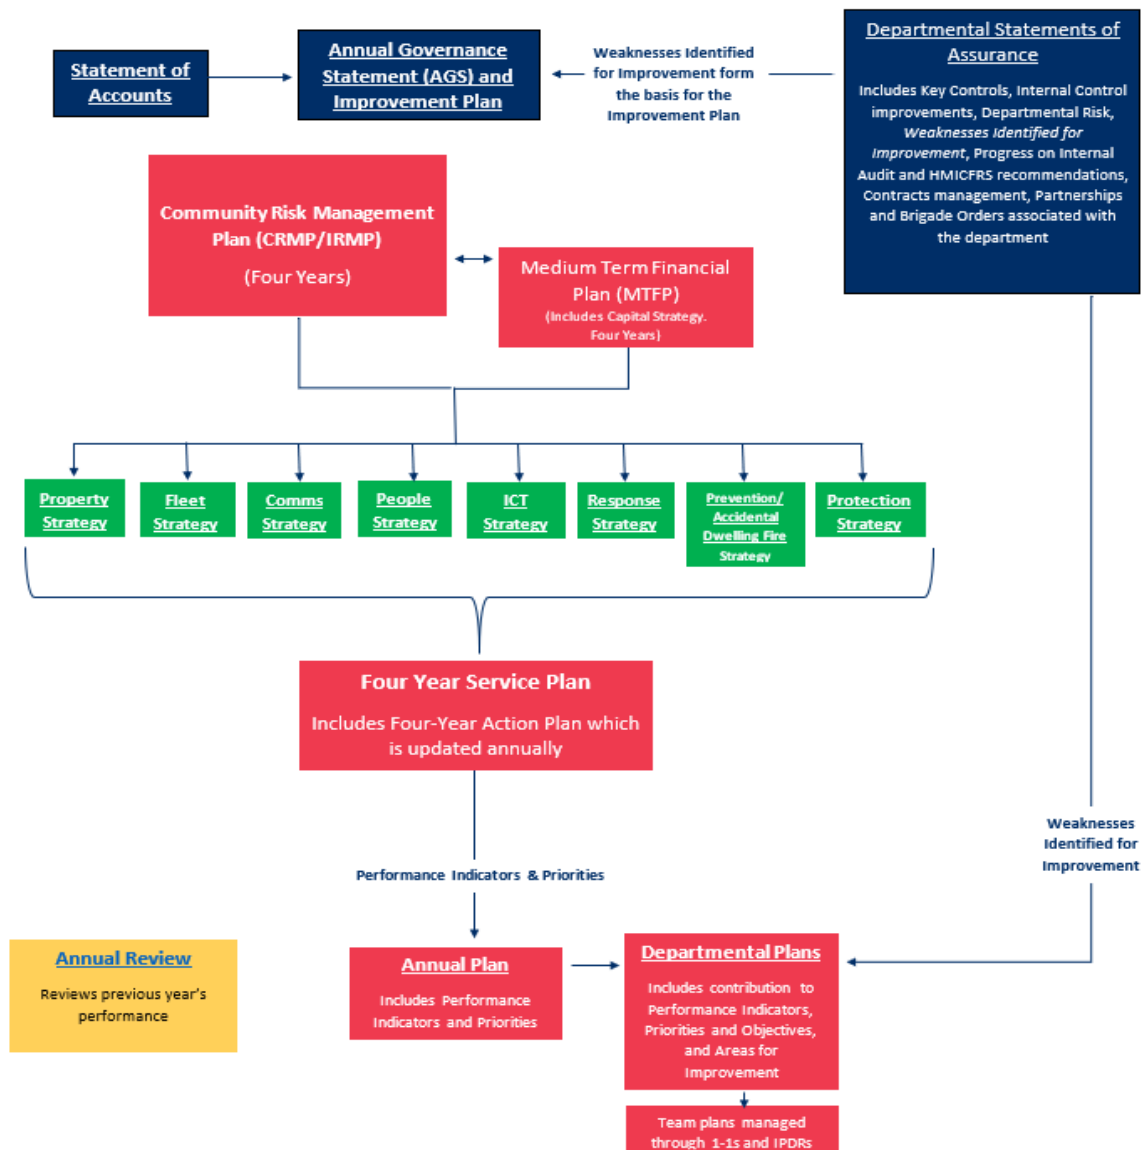 Statement of
Accounts
Annual Governance
Statement (AGS) and
Improvement Plan
Weaknesses Identified
for Improvement form
the basis for the
Improvement Plan
Departmental Statements of
Assurance
Includes Key Controls, Internal Control
improvements, Departmental Risk,
Weaknesses Identified for
Improvement, Progress on Internal
Audit and HMICFRS recommendations,
Contracts management, Partnerships
and Brigade Orders associated with
the department
Community Risk Management
Plan (CRMP/IRMP)
(Four Years)
Medium Term Financial
Plan (MTFP)
(Includes Capital Strategy.
Four Years)
Property
Strategy
Fleet
Strategy
Comms
Strategy
People
Strategy
ICT
Strategy
Response
Strategy
Prevention/
Accidental
Dwelling Fire
Strategy
Protection
Strategy
Four Year Service Plan
Includes Four-Year Action Plan which
is updated annually
Weaknesses
Identified for
Improvement
Performance Indicators & Priorities
Annual Review
Reviews previous year's
performance
Annual Plan
Includes Performance
Indicators and Priorities
Departmental Plans
Includes contribution to
Performance Indicators,
Priorities and Objectives,
and Areas for
Improvement
Team plans managed
through 1-1s and IPDRs